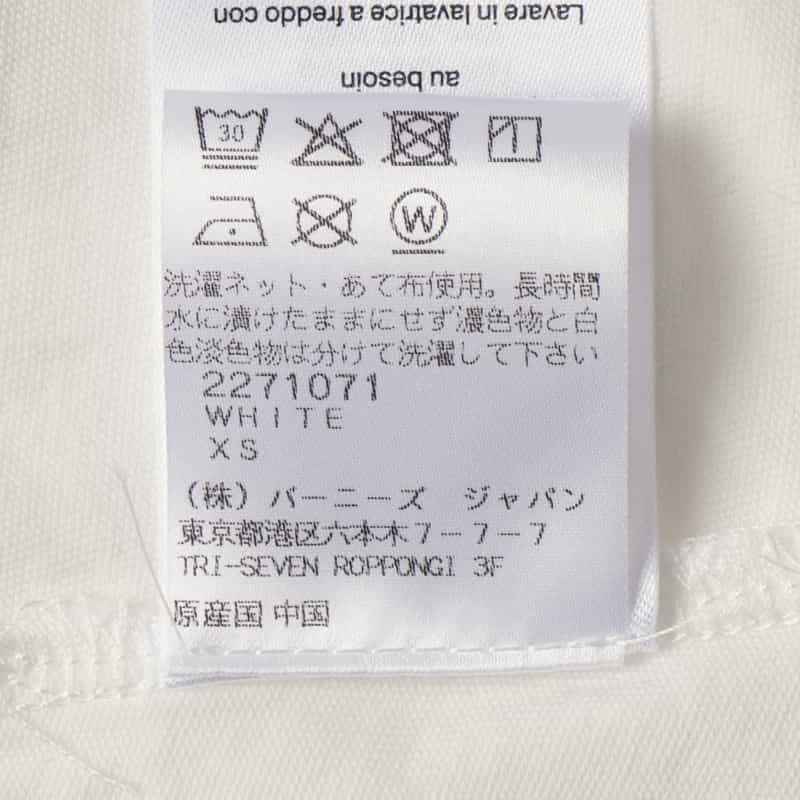 Lavare in lavatrice a freddo con
au besoin
30
W
洗濯ネット・あて布使用。長時間
水に漬けたままにせず濃色物と白
色淡色物は分けて洗濯して下さい
2271071
WHITE
XS
（株）バーニーズ ジャパン
東京都港区六本木7-7-7
TRI-SEVEN ROPPONGI 3F
原産国 中国